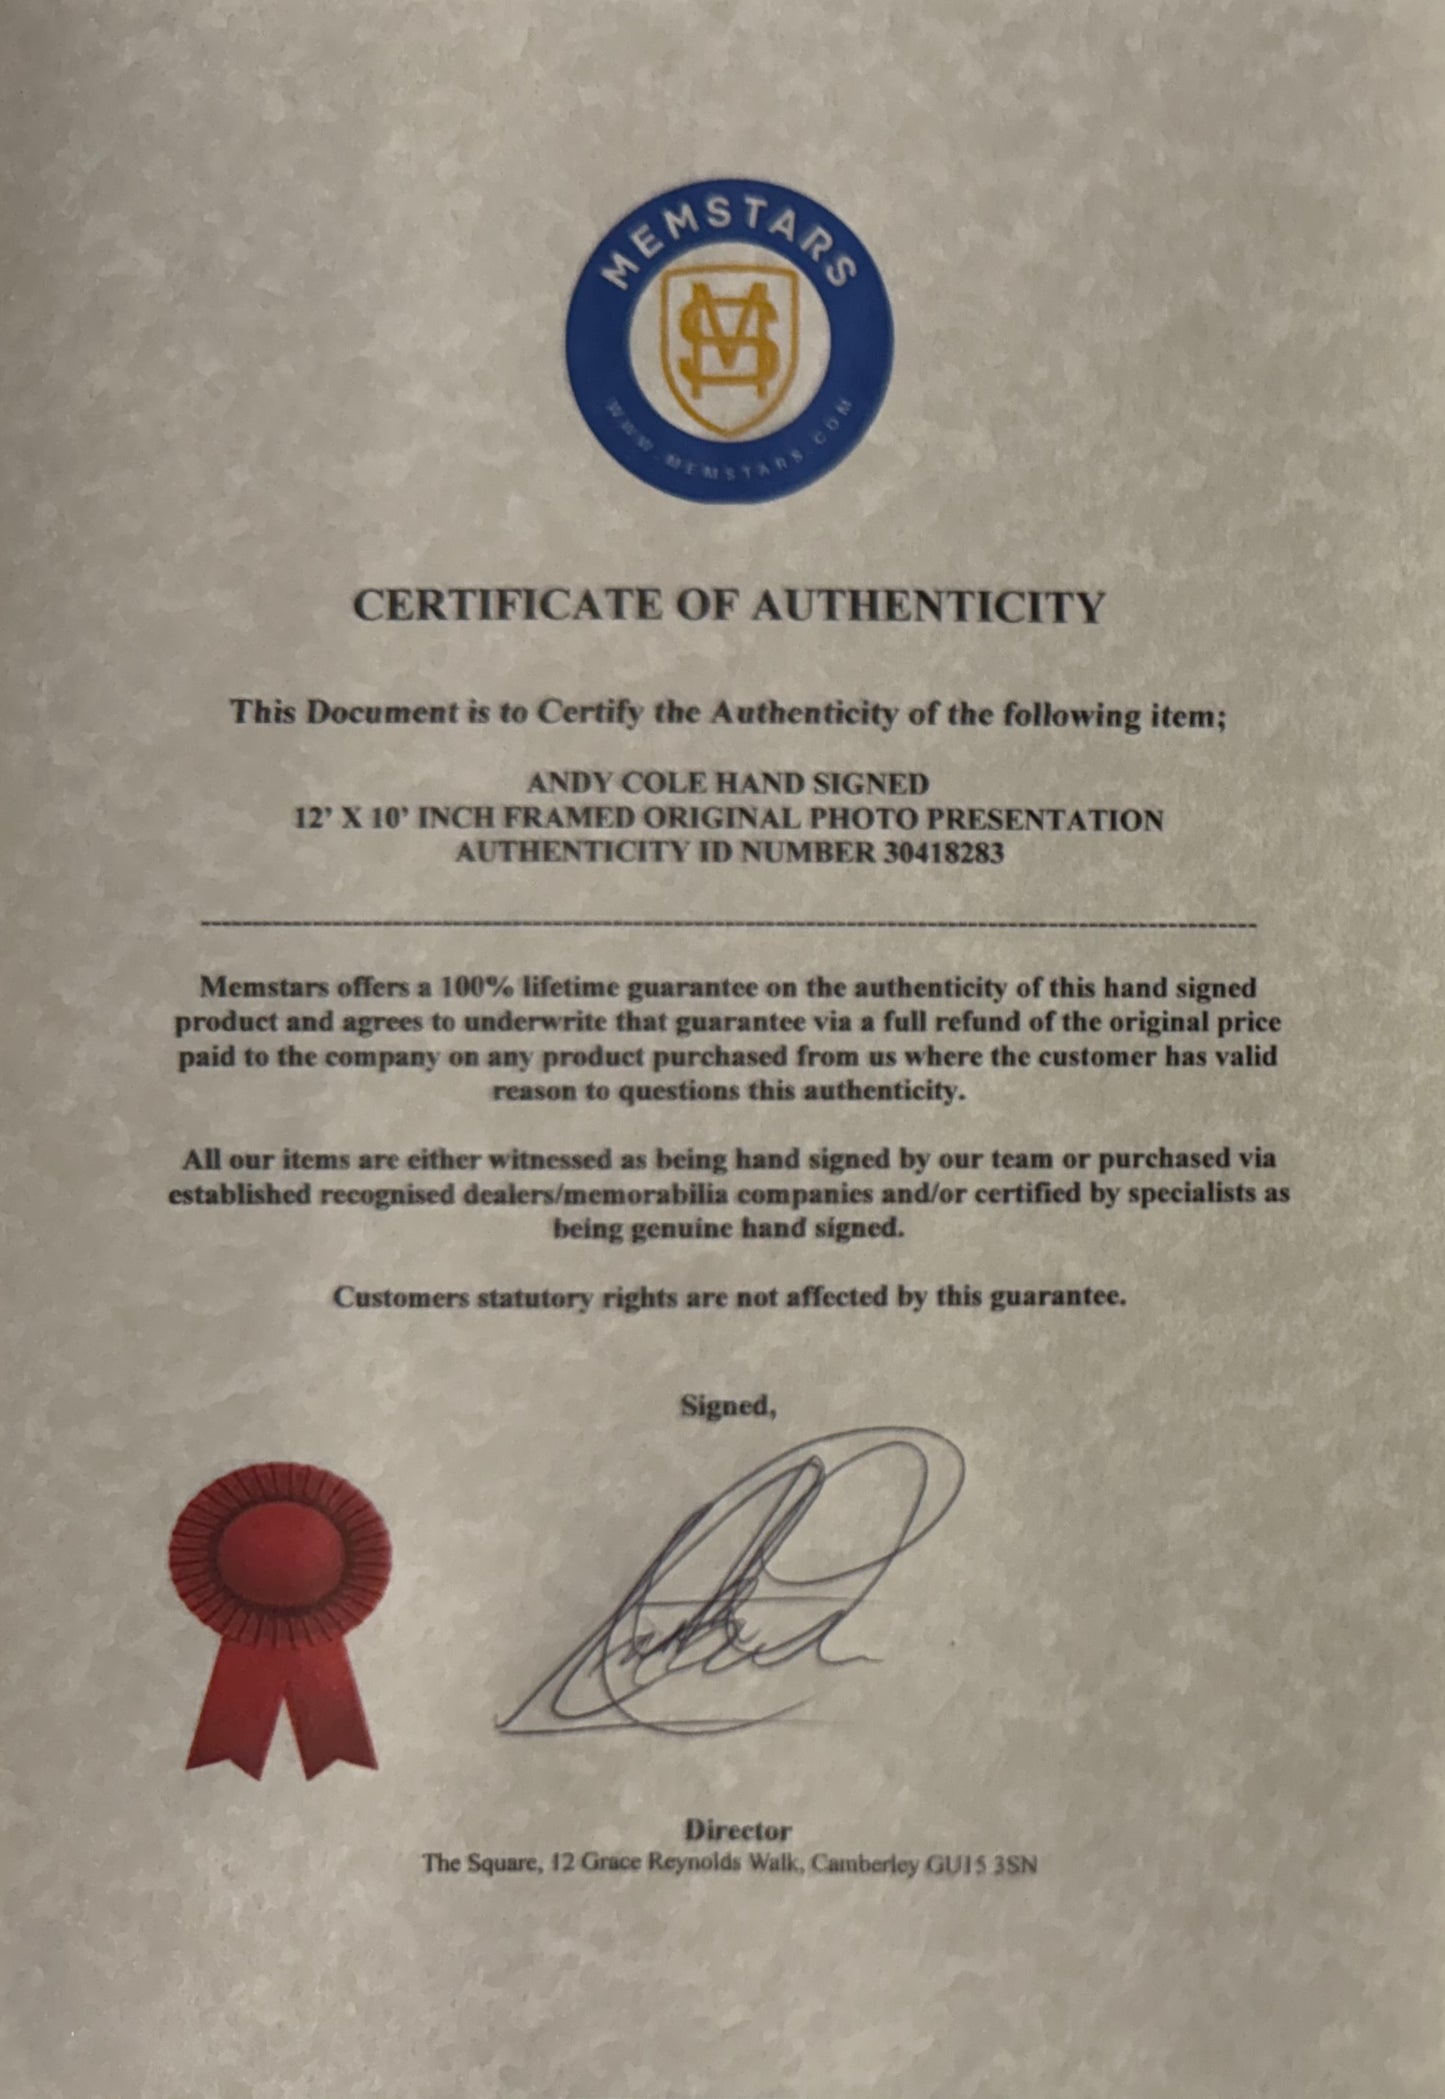 MEMSTARS
MS
WWW.MEMSTARS.COM
CERTIFICATE OF AUTHENTICITY
This Document is to Certify the Authenticity of the following item;
ANDY COLE HAND SIGNED
12’ X 10’ INCH FRAMED ORIGINAL PHOTO PRESENTATION
AUTHENTICITY ID NUMBER 30418283
Memstars offers a 100% lifetime guarantee on the authenticity of this hand signed
product and agrees to underwrite that guarantee via a full refund of the original price
paid to the company on any product purchased from us where the customer has valid
reason to questions this authenticity.
All our items are either witnessed as being hand signed by our team or purchased via
established recognised dealers/memorabilia companies and/or certified by specialists as
being genuine hand signed.
Customers statutory rights are not affected by this guarantee.
Signed,
Director
The Square, 12 Grace Reynolds Walk, Camberley GU15 3SN